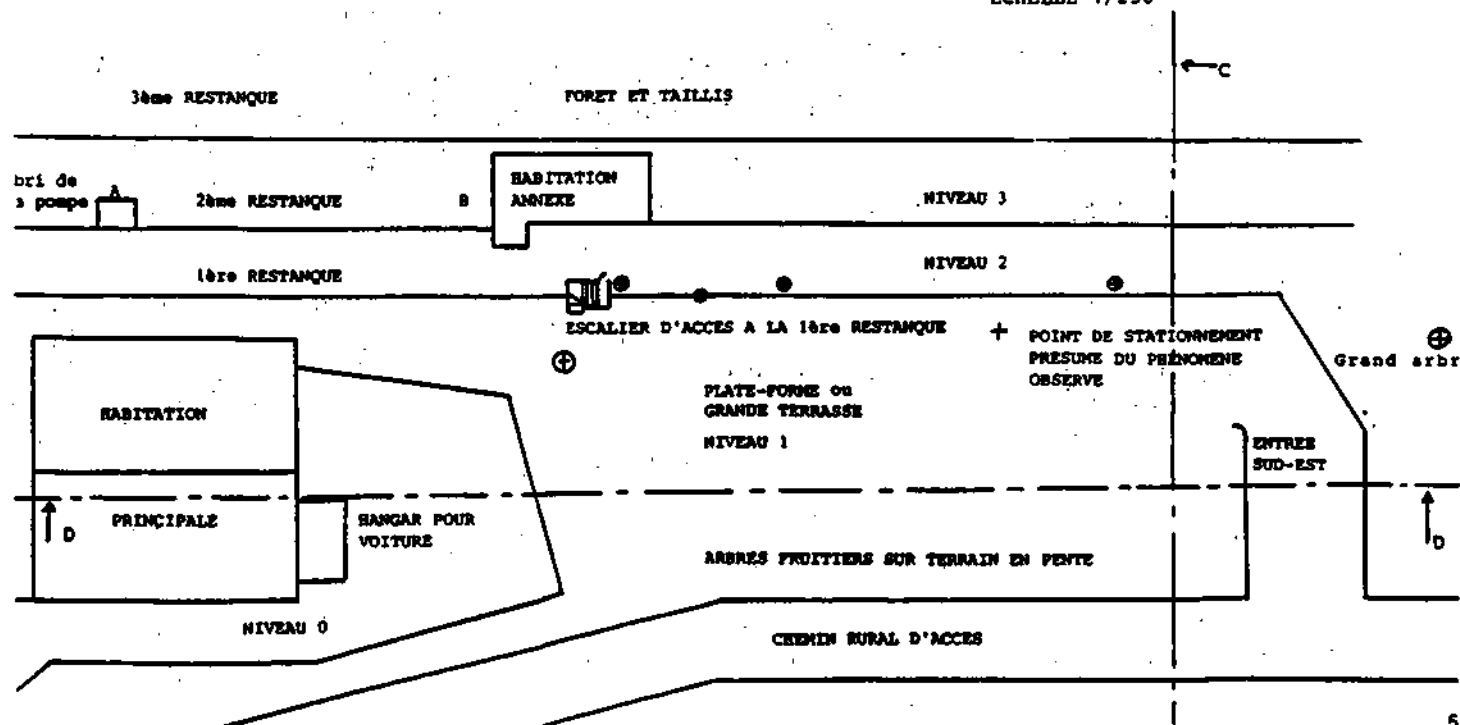 C
3ème RESTANQUE
FORET ET TAILLIS
bri de
pompe
A
2ème RESTANQUE
B
HABITATION
ANNEXE
NIVEAU 3
1ère RESTANQUE
NIVEAU 2
ESCALIER D'ACCES A LA 1ère RESTANQUE
POINT DE STATIONNEMENT
PRESUME DU PHENOMENE
OBSERVE
Grand arbr
HABITATION
PLATE-FORME ou
GRANDE TERRASSE
NIVEAU 1
ENTREE
SUD-EST
PRINCIPALE
D
HANGAR POUR
VOITURE
D
ARBRES FRUITIERS SUR TERRAIN EN PENTE
NIVEAU 0
CHEMIN RURAL D'ACCES